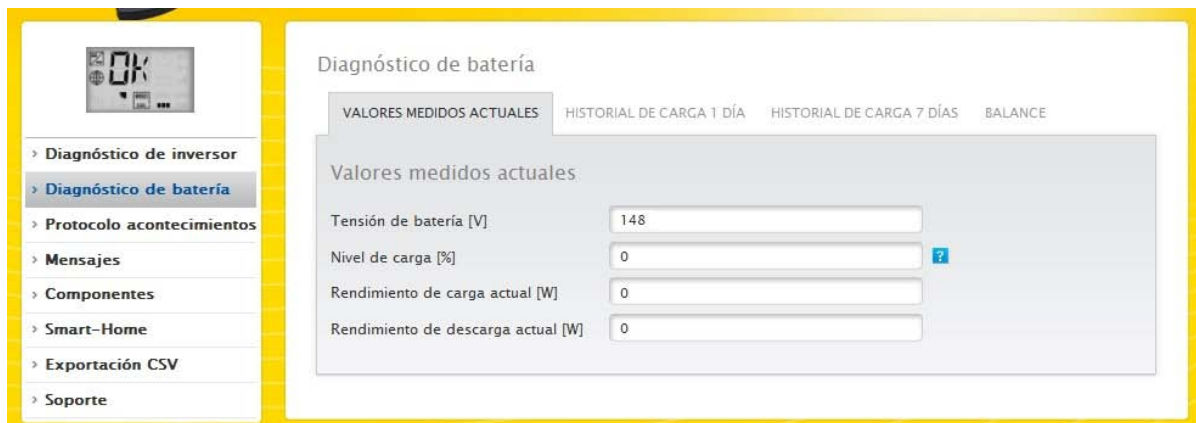 OK
Diagnóstico de inversor
Diagnóstico de batería
Protocolo acontecimientos
Mensajes
Componentes
Smart-Home
Exportación CSV
Soporte
Diagnóstico de batería
VALORES MEDIDOS ACTUALES HISTORIAL DE CARGA 1 DÍA HISTORIAL DE CARGA 7 DÍAS BALANCE
Valores medidos actuales
Tensión de batería [V] 148
Nivel de carga [%] 0 ?
Rendimiento de carga actual [W] 0
Rendimiento de descarga actual [W] 0